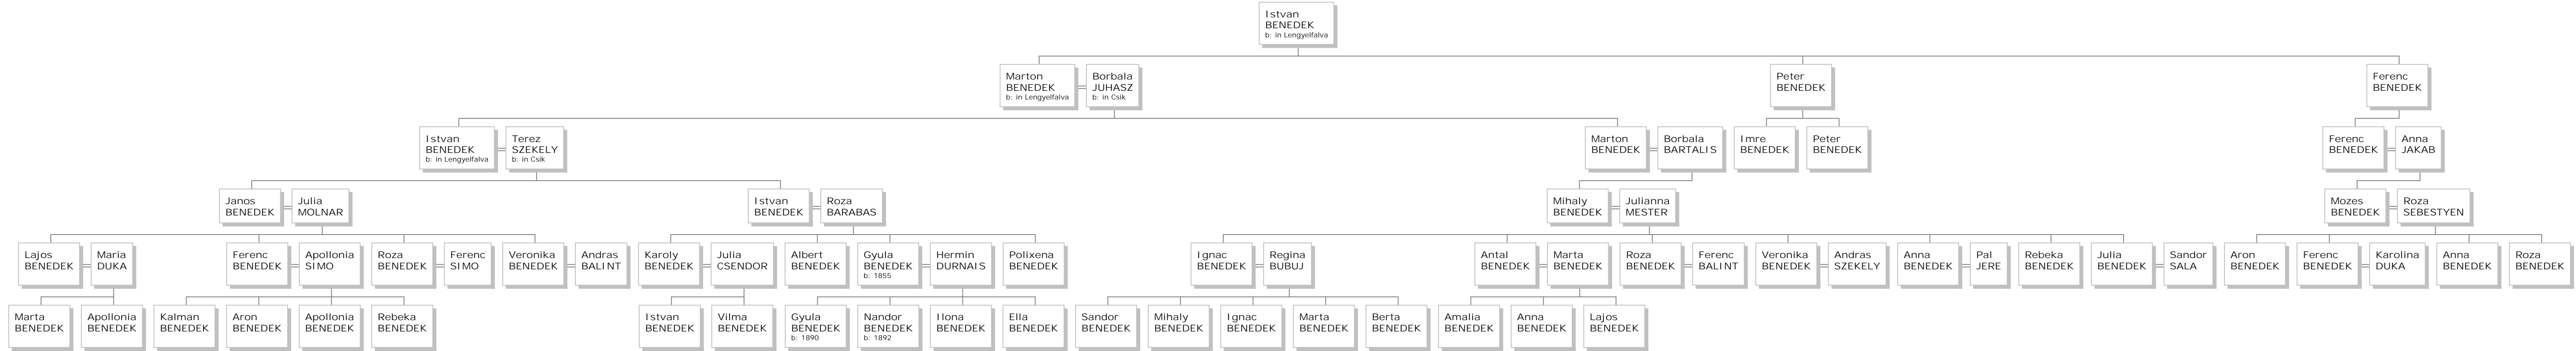 Istvan
BENEDEK
b: in Lengyelfalva
Marton
BENEDEK
b: in Lengyelfalva
Borbala
JUHASZ
b: in Csik
Peter
BENEDEK
Ferenc
BENEDEK
Istvan
BENEDEK
b: in Lengyelfalva
Terez
SZEKELY
b: in Csik
Marton
BENEDEK
Borbala
BARTALIS
Imre
BENEDEK
Peter
BENEDEK
Ferenc
BENEDEK
Anna
JAKAB
Janos
BENEDEK
Julia
MOLNAR
Istvan
BENEDEK
Roza
BARABAS
Mihaly
BENEDEK
Julianna
MESTER
Mozes
BENEDEK
Roza
SEBESTYEN
Lajos
BENEDEK
Maria
DUKA
Ferenc
BENEDEK
Apollonia
SIMO
Roza
BENEDEK
Ferenc
SIMO
Veronika
BENEDEK
Andras
BALINT
Karoly
BENEDEK
Julia
CSENDOR
Albert
BENEDEK
Gyula
BENEDEK
b: 1855
Hermin
DURNAIS
Polixena
BENEDEK
Ignac
BENEDEK
Regina
BUBUJ
Antal
BENEDEK
Marta
BENEDEK
Roza
BENEDEK
Ferenc
BALINT
Veronika
BENEDEK
Andras
SZEKELY
Anna
BENEDEK
Pal
JERE
Rebeka
BENEDEK
Julia
BENEDEK
Sandor
SALA
Aron
BENEDEK
Ferenc
BENEDEK
Karolina
DUKA
Anna
BENEDEK
Roza
BENEDEK
Marta
BENEDEK
Apollonia
BENEDEK
Kalman
BENEDEK
Aron
BENEDEK
Apollonia
BENEDEK
Rebeka
BENEDEK
Istvan
BENEDEK
Vilma
BENEDEK
Gyula
BENEDEK
b: 1890
Nandor
BENEDEK
b: 1892
Ilona
BENEDEK
Ella
BENEDEK
Sandor
BENEDEK
Mihaly
BENEDEK
Ignac
BENEDEK
Marta
BENEDEK
Berta
BENEDEK
Amalia
BENEDEK
Anna
BENEDEK
Lajos
BENEDEK